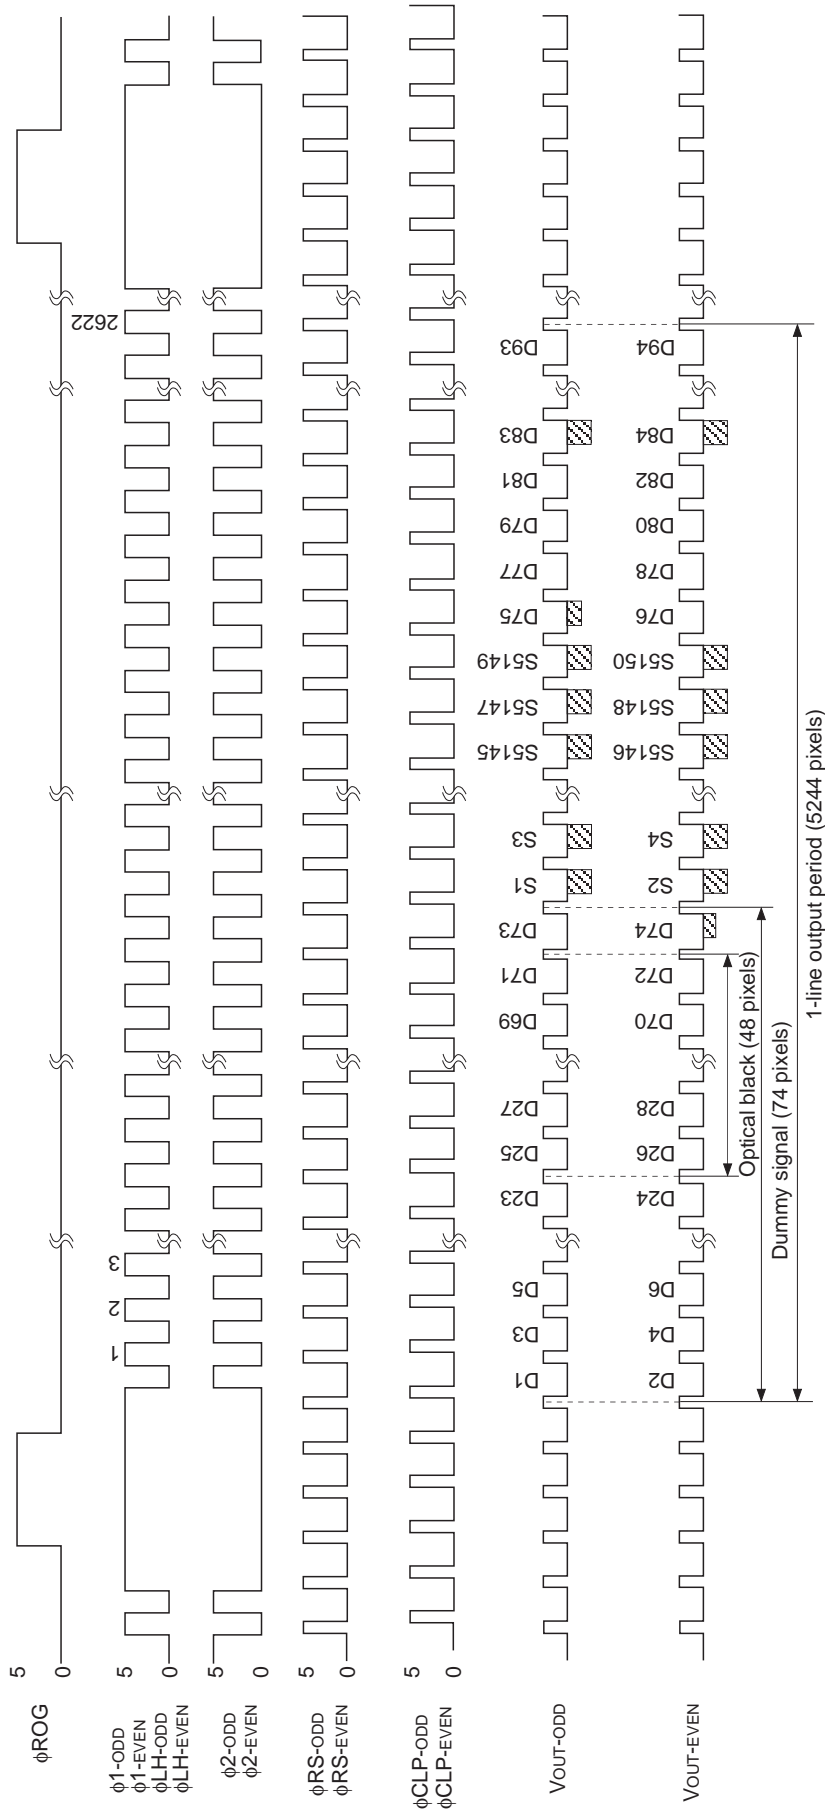 φROG
5
0
φ1-ODD
φ1-EVEN
φLH-ODD
φLH-EVEN
5
0
1
2
3
2622
φ2-ODD
φ2-EVEN
5
0
φRS-ODD
φRS-EVEN
5
0
φCLP-ODD
φCLP-EVEN
5
0
VOUT-ODD
D1
D3
D5
D23
D25
D27
D69
D71
D73
S1
S3
S5145
S5147
S5149
D75
D77
D79
D81
D83
D93
VOUT-EVEN
D2
D4
D6
D24
D26
D28
D70
D72
D74
S2
S4
S5146
S5148
S5150
D76
D78
D80
D82
D84
D94
Optical black (48 pixels)
Dummy signal (74 pixels)
1-line output period (5244 pixels)